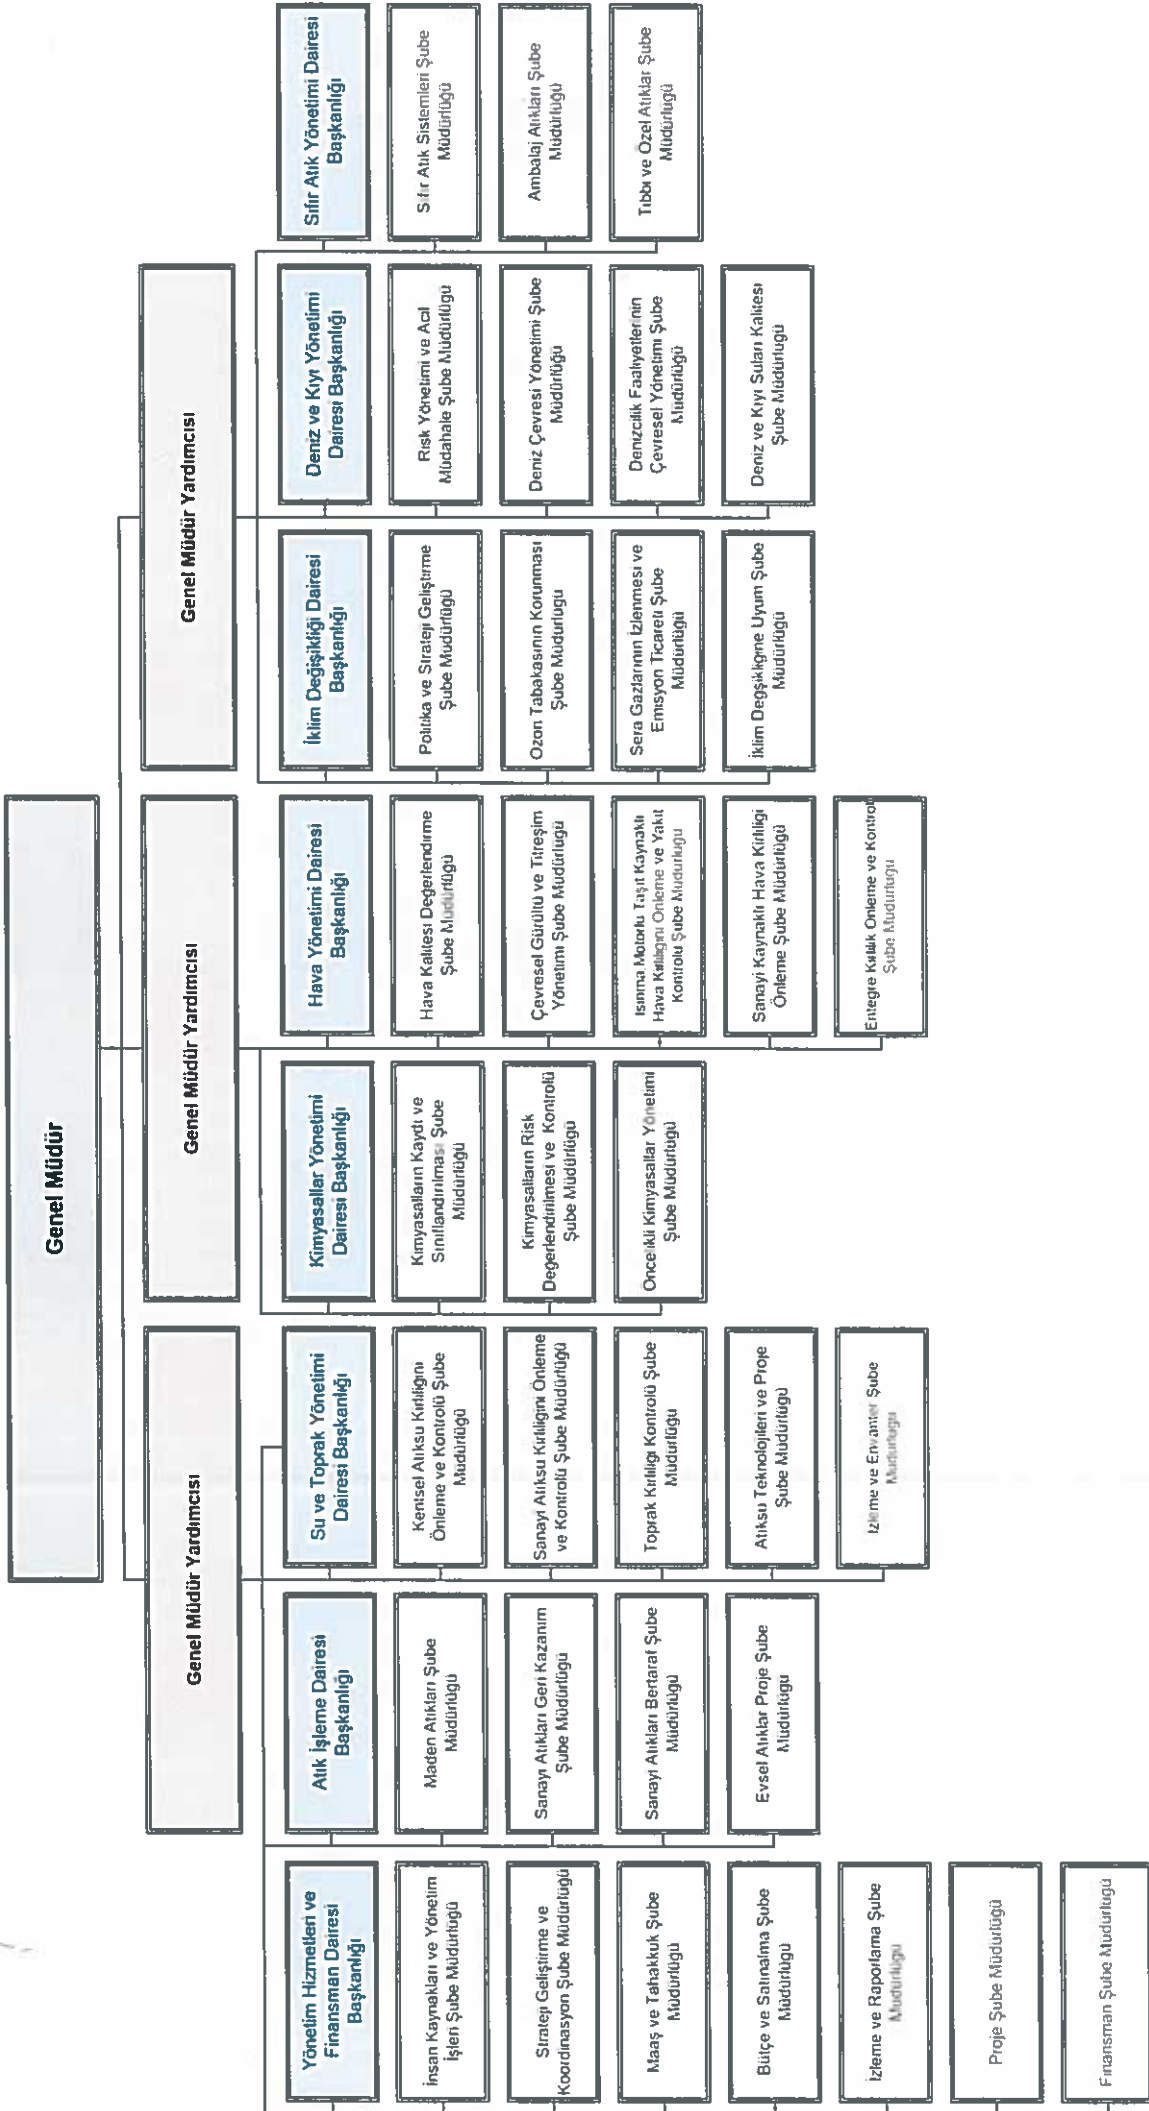 Genel Müdür
Genel Müdür Yardımcısı
Genel Müdür Yardımcısı
Genel Müdür Yardımcısı
Yönetim Hizmetleri ve
Finansman Dairesi
Başkanlığı
İnsan Kaynakları ve Yönetim
İşleri Şube Müdürlüğü
Strateji Geliştirme ve
Koordinasyon Şube Müdürlüğü
Maaş ve Tahakkuk Şube
Müdürlüğü
Bütçe ve Satınalma Şube
Müdürlüğü
İzleme ve Raporlama Şube
Müdürlüğü
Proje Şube Müdürlüğü
Finansman Şube Müdürlüğü
Atık İşleme Dairesi
Başkanlığı
Maden Atıkları Şube
Müdürlüğü
Sanayi Atıkları Geri Kazanım
Şube Müdürlüğü
Sanayi Atıkları Bertaraf Şube
Müdürlüğü
Evsel Atıklar Proje Şube
Müdürlüğü
Su ve Toprak Yönetimi
Dairesi Başkanlığı
Kentsel Atıksu Kirliliğini
Önleme ve Kontrolü Şube
Müdürlüğü
Sanayi Atıksu Kirliliğini Önleme
ve Kontrolü Şube Müdürlüğü
Toprak Kirliliği Kontrolü Şube
Müdürlüğü
Atıksu Teknolojileri ve Proje
Şube Müdürlüğü
İzleme ve Envanter Şube
Müdürlüğü
Kimyasallar Yönetimi
Dairesi Başkanlığı
Kimyasalların Kaydı ve
Sınıflandırılması Şube
Müdürlüğü
Kimyasalların Risk
Değerlendirilmesi ve Kontrolü
Şube Müdürlüğü
Öncelikli Kimyasallar Yönetimi
Şube Müdürlüğü
Hava Yönetimi Dairesi
Başkanlığı
Hava Kalitesi Değerlendirme
Şube Müdürlüğü
Çevresel Gürültü ve Titreşim
Yönetimi Şube Müdürlüğü
Isınma Motorlu Taşıt Kaynaklı
Hava Kirliliğini Önleme ve Yakıt
Kontrolü Şube Müdürlüğü
Sanayi Kaynaklı Hava Kirliliği
Önleme Şube Müdürlüğü
Entegre Kirlilik Önleme ve Kontrol
Şube Müdürlüğü
İklim Değişikliği Dairesi
Başkanlığı
Politika ve Strateji Geliştirme
Şube Müdürlüğü
Ozon Tabakasının Korunması
Şube Müdürlüğü
Sera Gazlarının İzlenmesi ve
Emisyon Ticareti Şube
Müdürlüğü
İklim Değşikliğine Uyum Şube
Müdürlüğü
Deniz ve Kıyı Yönetimi
Dairesi Başkanlığı
Risk Yönetimi ve Acil
Müdahale Şube Müdürlüğü
Deniz Çevresi Yönetimi Şube
Müdürlüğü
Denizcilik Faaliyetlerinin
Çevresel Yönetimi Şube
Müdürlüğü
Deniz ve Kıyı Suları Kalitesi
Şube Müdürlüğü
Sıfır Atık Yönetimi Dairesi
Başkanlığı
Sıfır Atık Sistemleri Şube
Müdürlüğü
Ambalaj Atıkları Şube
Müdürlüğü
Tıbbi ve Özel Atıklar Şube
Müdürlüğü